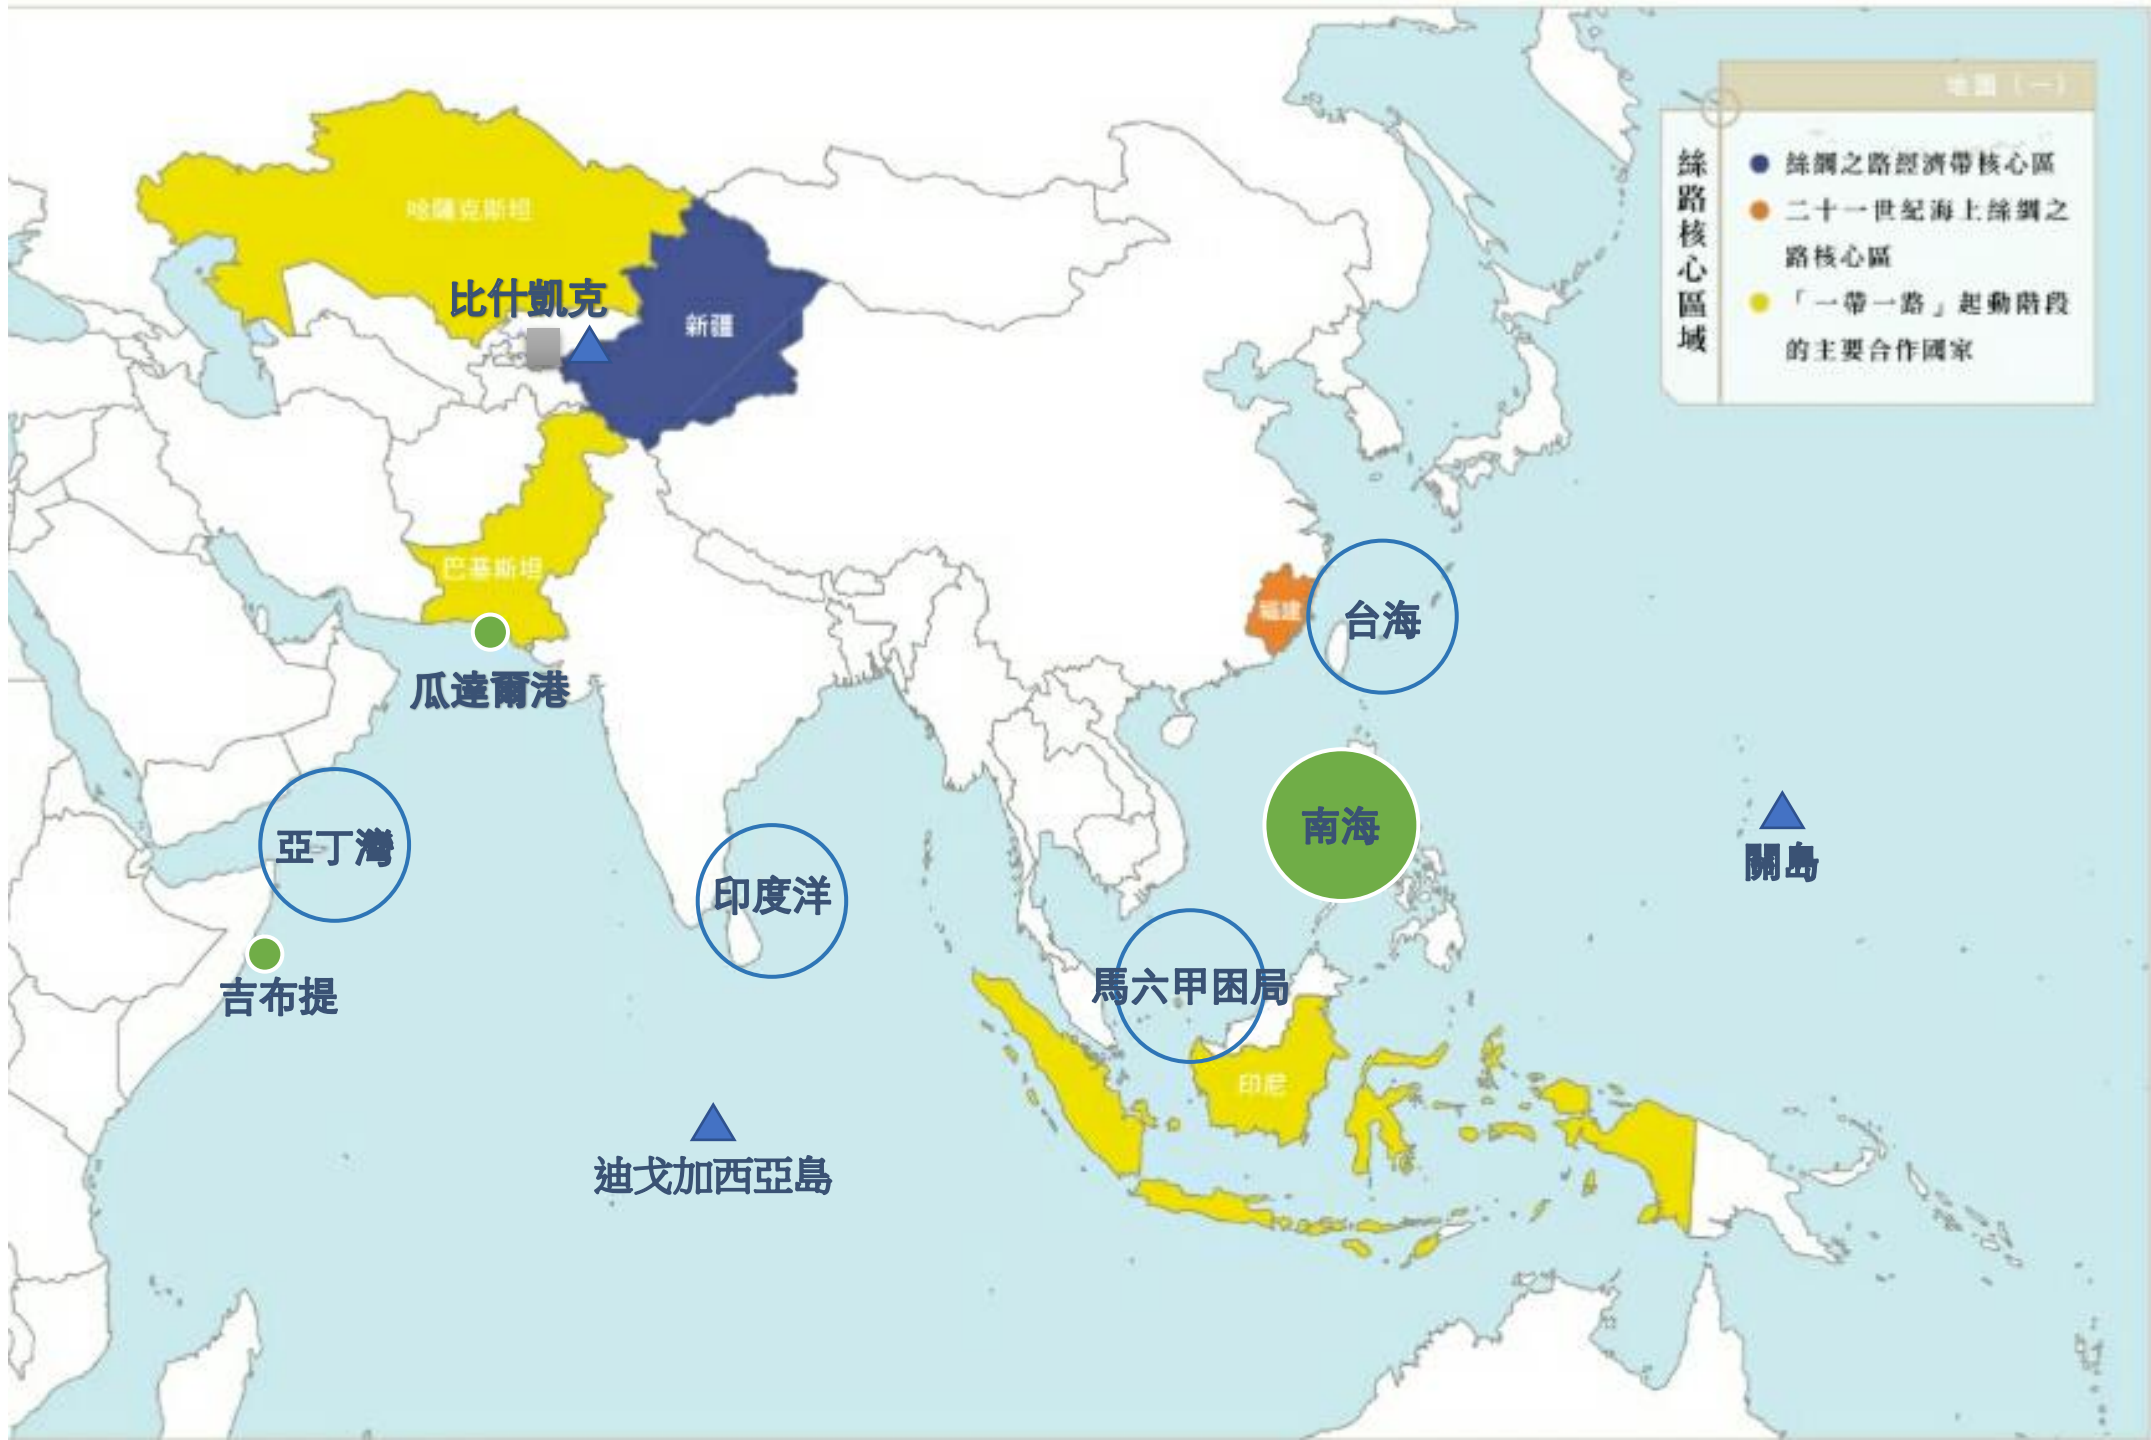 地圖（一）
絲路核心區域
絲綢之路經濟帶核心區
二十一世紀海上絲綢之
路核心區
「一帶一路」起動階段
的主要合作國家
哈薩克斯坦
比什凱克
新疆
巴基斯坦
瓜達爾港
福建
台海
亞丁灣
印度洋
南海
關島
吉布提
馬六甲困局
印尼
迪戈加西亞島